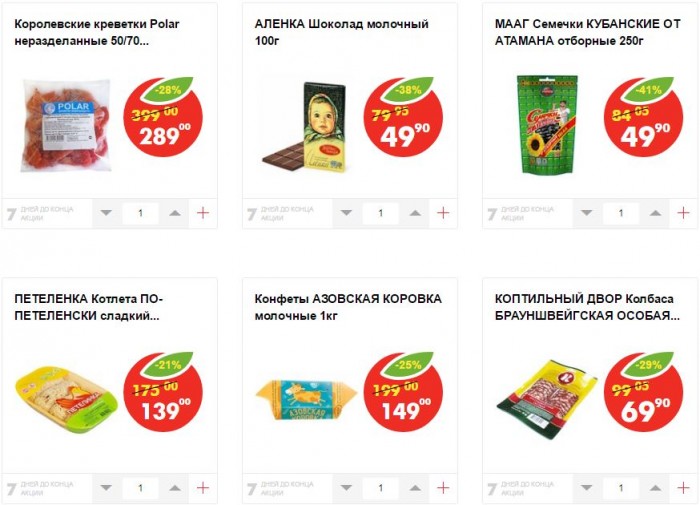 Королевские креветки Polar
неразделанные 50/70...
POLAR
-28%
399 00
289 00
7 ДНЕЙ ДО КОНЦА
АКЦИИ
1
+
АЛЕНКА Шоколад молочный
100г
-38%
79 95
49 90
7 ДНЕЙ ДО КОНЦА
АКЦИИ
1
+
МААГ Семечки КУБАНСКИЕ ОТ
АТАМАНА отборные 250г
Семечки
-41%
84 05
49 90
7 ДНЕЙ ДО КОНЦА
АКЦИИ
1
+
ПЕТЕЛЕНКА Котлета ПО-
ПЕТЕЛЕНСКИ сладкий...
ПЕТЕЛИНКА
-21%
175 00
139 00
7 ДНЕЙ ДО КОНЦА
АКЦИИ
1
+
Конфеты АЗОВСКАЯ КОРОВКА
молочные 1кг
АЗОВСКАЯ
КОРОВКА
-25%
199 00
149 00
7 ДНЕЙ ДО КОНЦА
АКЦИИ
1
+
КОПТИЛЬНЫЙ ДВОР Колбаса
БРАУНШВЕЙГСКАЯ ОСОБАЯ...
-29%
99 05
69 90
7 ДНЕЙ ДО КОНЦА
АКЦИИ
1
+